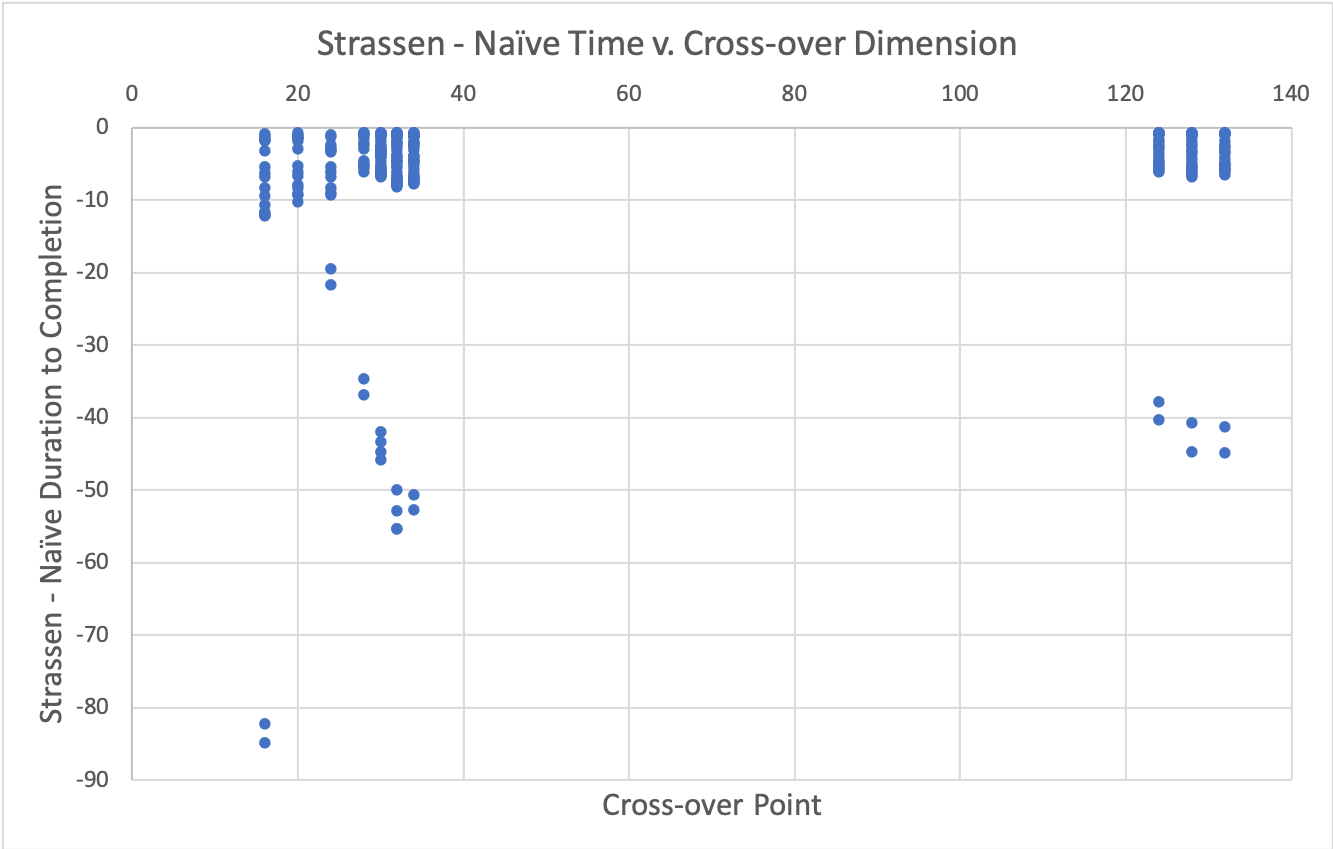 Strassen - Naïve Time v. Cross-over Dimension
0 20 40 60 80 100 120 140
0
-10
-20
-30
-40
-50
-60
-70
-80
-90
Strassen - Naïve Duration to Completion
Cross-over Point